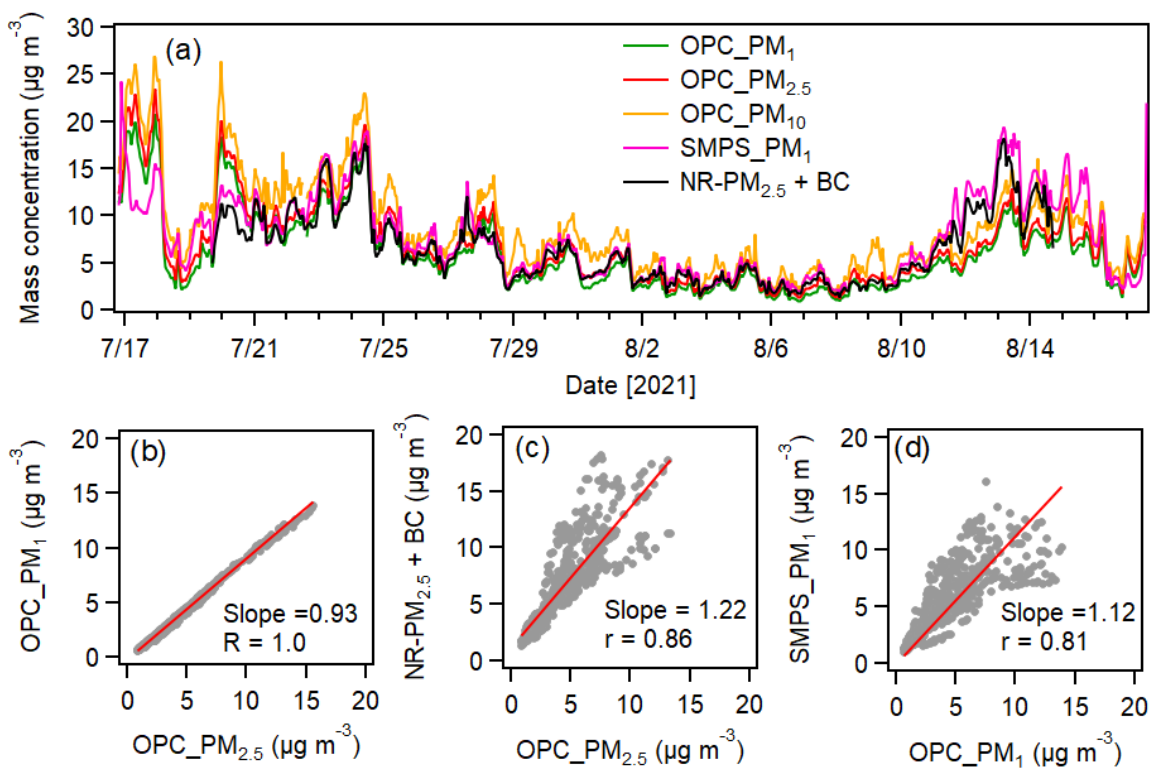 (a)
Mass concentration (µg m⁻³)
30
25
20
15
10
5
0
OPC_PM₁
OPC_PM₂.₅
OPC_PM₁₀
SMPS_PM₁
NR-PM₂.₅ + BC
7/17 7/21 7/25 7/29 8/2 8/6 8/10 8/14
Date [2021]
(b)
OPC_PM₁ (µg m⁻³)
20
15
10
5
0
Slope =0.93
R = 1.0
0 5 10 15 20
OPC_PM₂.₅ (µg m⁻³)
(c)
NR-PM₂.₅ + BC (µg m⁻³)
20
15
10
5
0
Slope = 1.22
r = 0.86
0 5 10 15 20
OPC_PM₂.₅ (µg m⁻³)
(d)
SMPS_PM₁ (µg m⁻³)
20
15
10
5
0
Slope =1.12
r = 0.81
0 5 10 15 20
OPC_PM₁ (µg m⁻³)